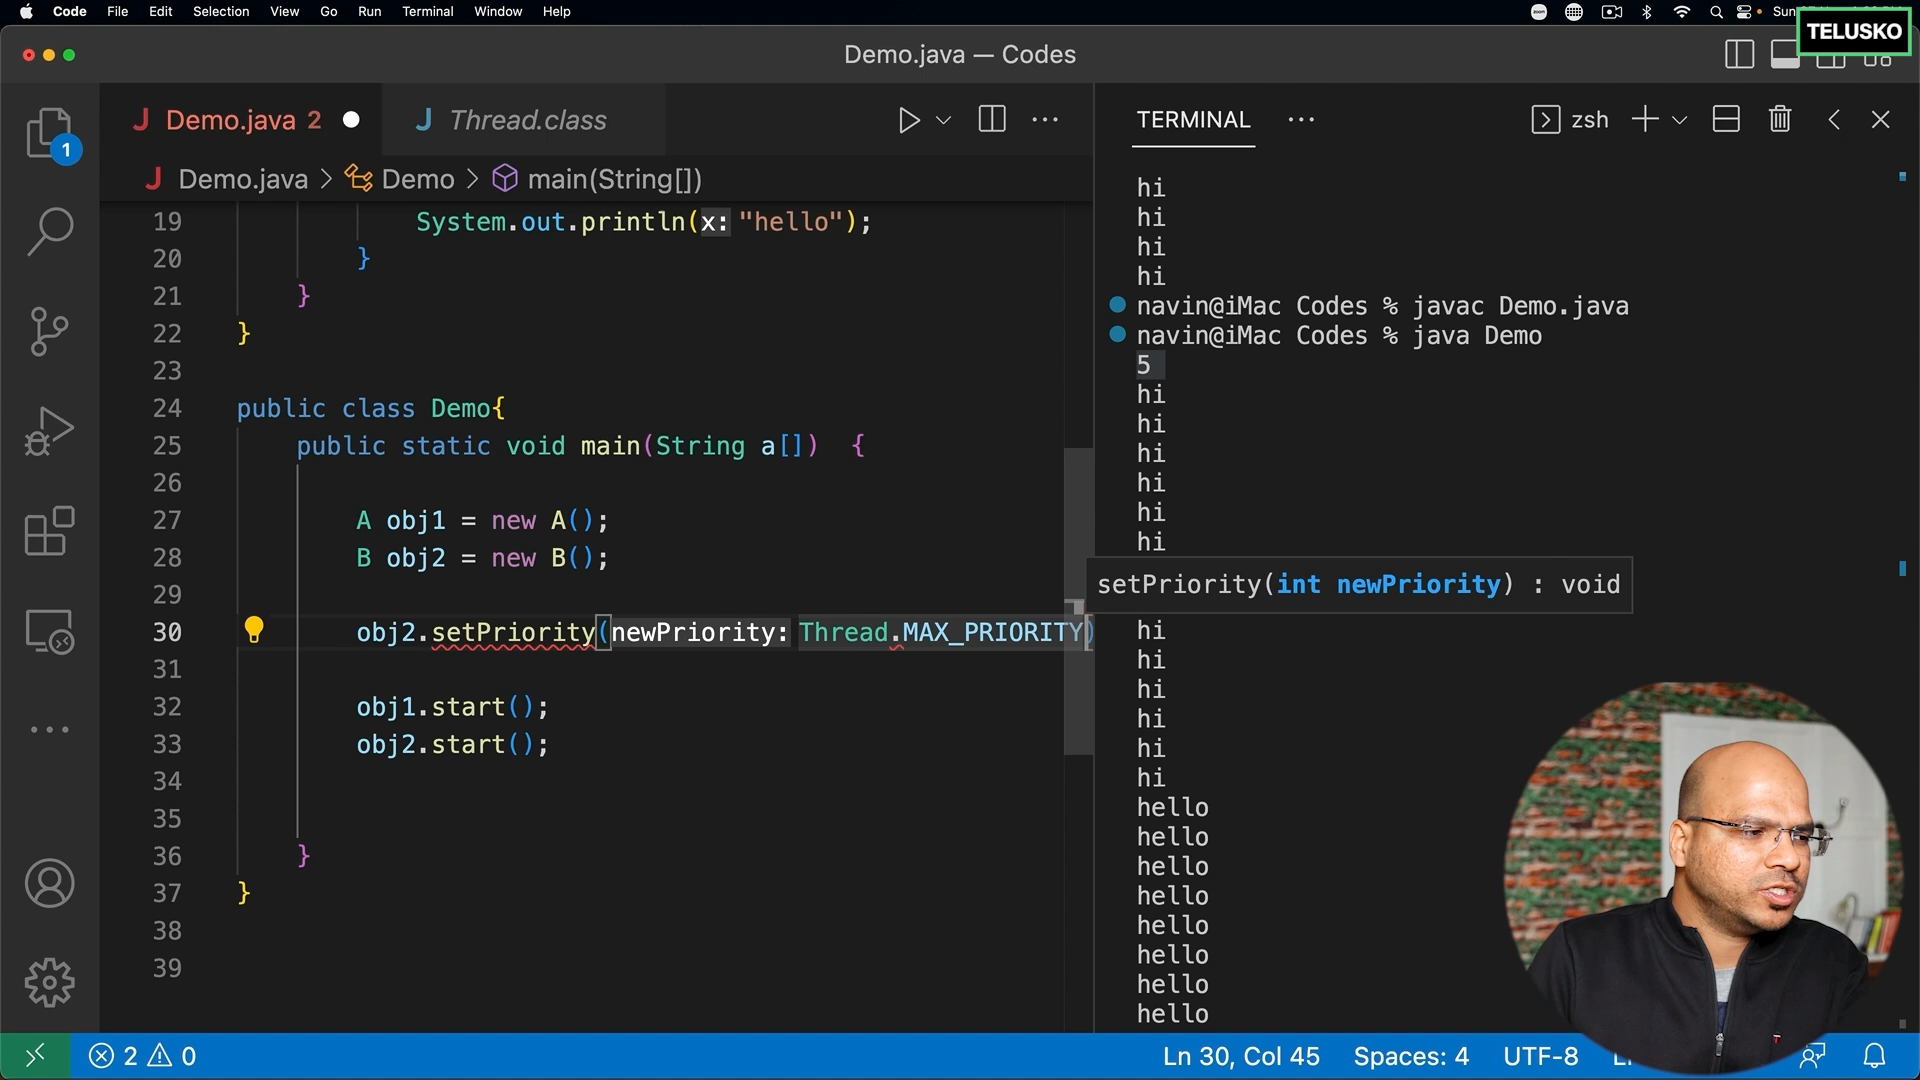 Code File Edit Selection View Go Run Terminal Window Help
TELUSKO
Demo.java — Codes
Demo.java 2
Thread.class
TERMINAL
zsh
1
Demo.java > Demo > main(String[])
19 System.out.println(x: "hello");
20 }
21 }
22 }
23
24 public class Demo{
25 public static void main(String a[]) {
26
27 A obj1 = new A();
28 B obj2 = new B();
29
30 obj2.setPriority(newPriority: Thread.MAX_PRIORITY)
31
32 obj1.start();
33 obj2.start();
34
35
36 }
37 }
38
39
hi
hi
hi
hi
navin@iMac Codes % javac Demo.java
navin@iMac Codes % java Demo
5
hi
hi
hi
hi
hi
hi
setPriority(int newPriority) : void
hi
hi
hi
hi
hi
hi
hello
hello
hello
hello
hello
hello
hello
hello
2 0
Ln 30, Col 45
Spaces: 4
UTF-8